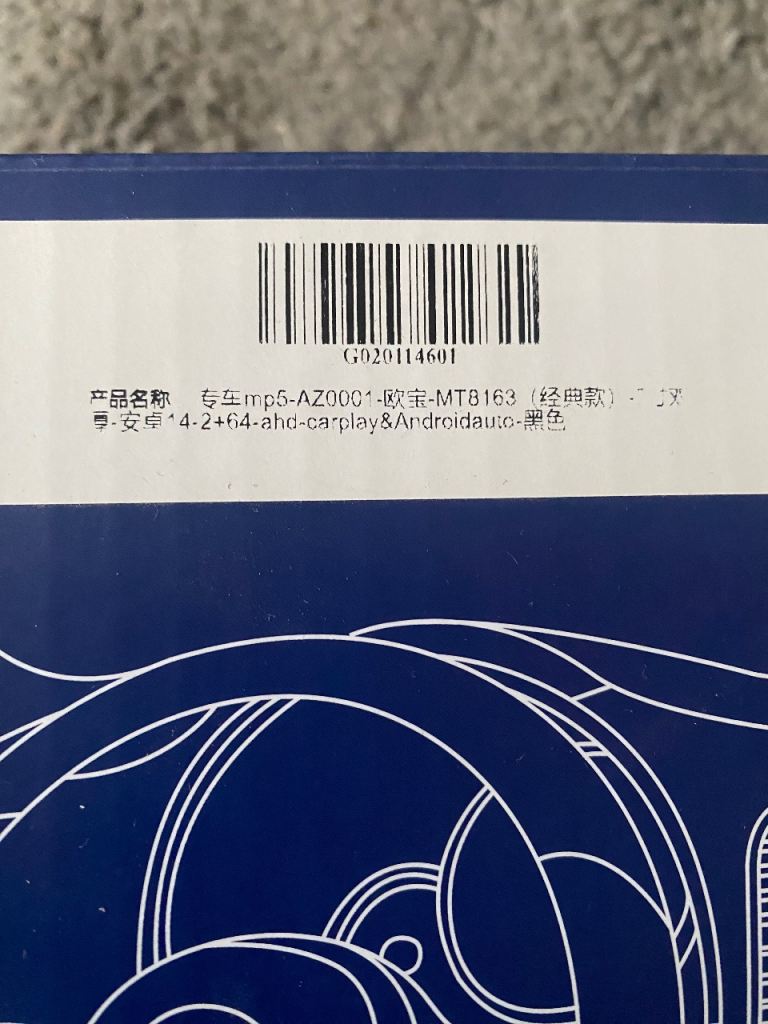 G020114601
产品名称 专车mp5-AZ0001-欧宝-MT8163（经典款）-
享-安卓14-2+64-ahd-carplay&Androidauto-黑色